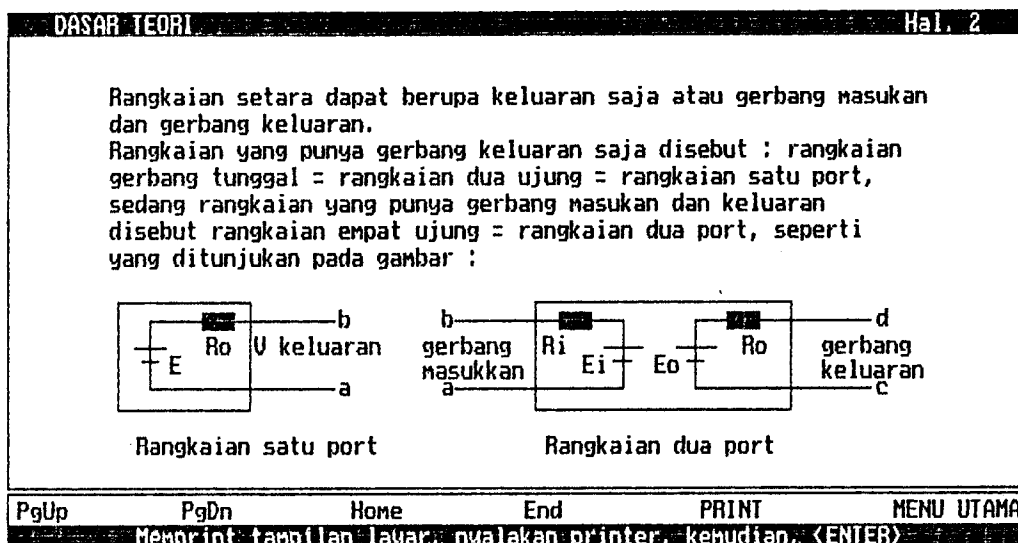 DASAR TEORI Hal. 2
Rangkaian setara dapat berupa keluaran saja atau gerbang masukan
dan gerbang keluaran.
Rangkaian yang punya gerbang keluaran saja disebut : rangkaian
gerbang tunggal = rangkaian dua ujung = rangkaian satu port,
sedang rangkaian yang punya gerbang masukan dan keluaran
disebut rangkaian empat ujung = rangkaian dua port, seperti
yang ditunjukan pada gambar :
b b d
Ro V keluaran gerbang Ri Ro gerbang
E masukkan Ei Eo keluaran
a a c
Rangkaian satu port Rangkaian dua port
PgUp PgDn Home End PRINT MENU UTAMA
Memprint tampilan layar, nyalakan printer, kemudian, <ENTER>